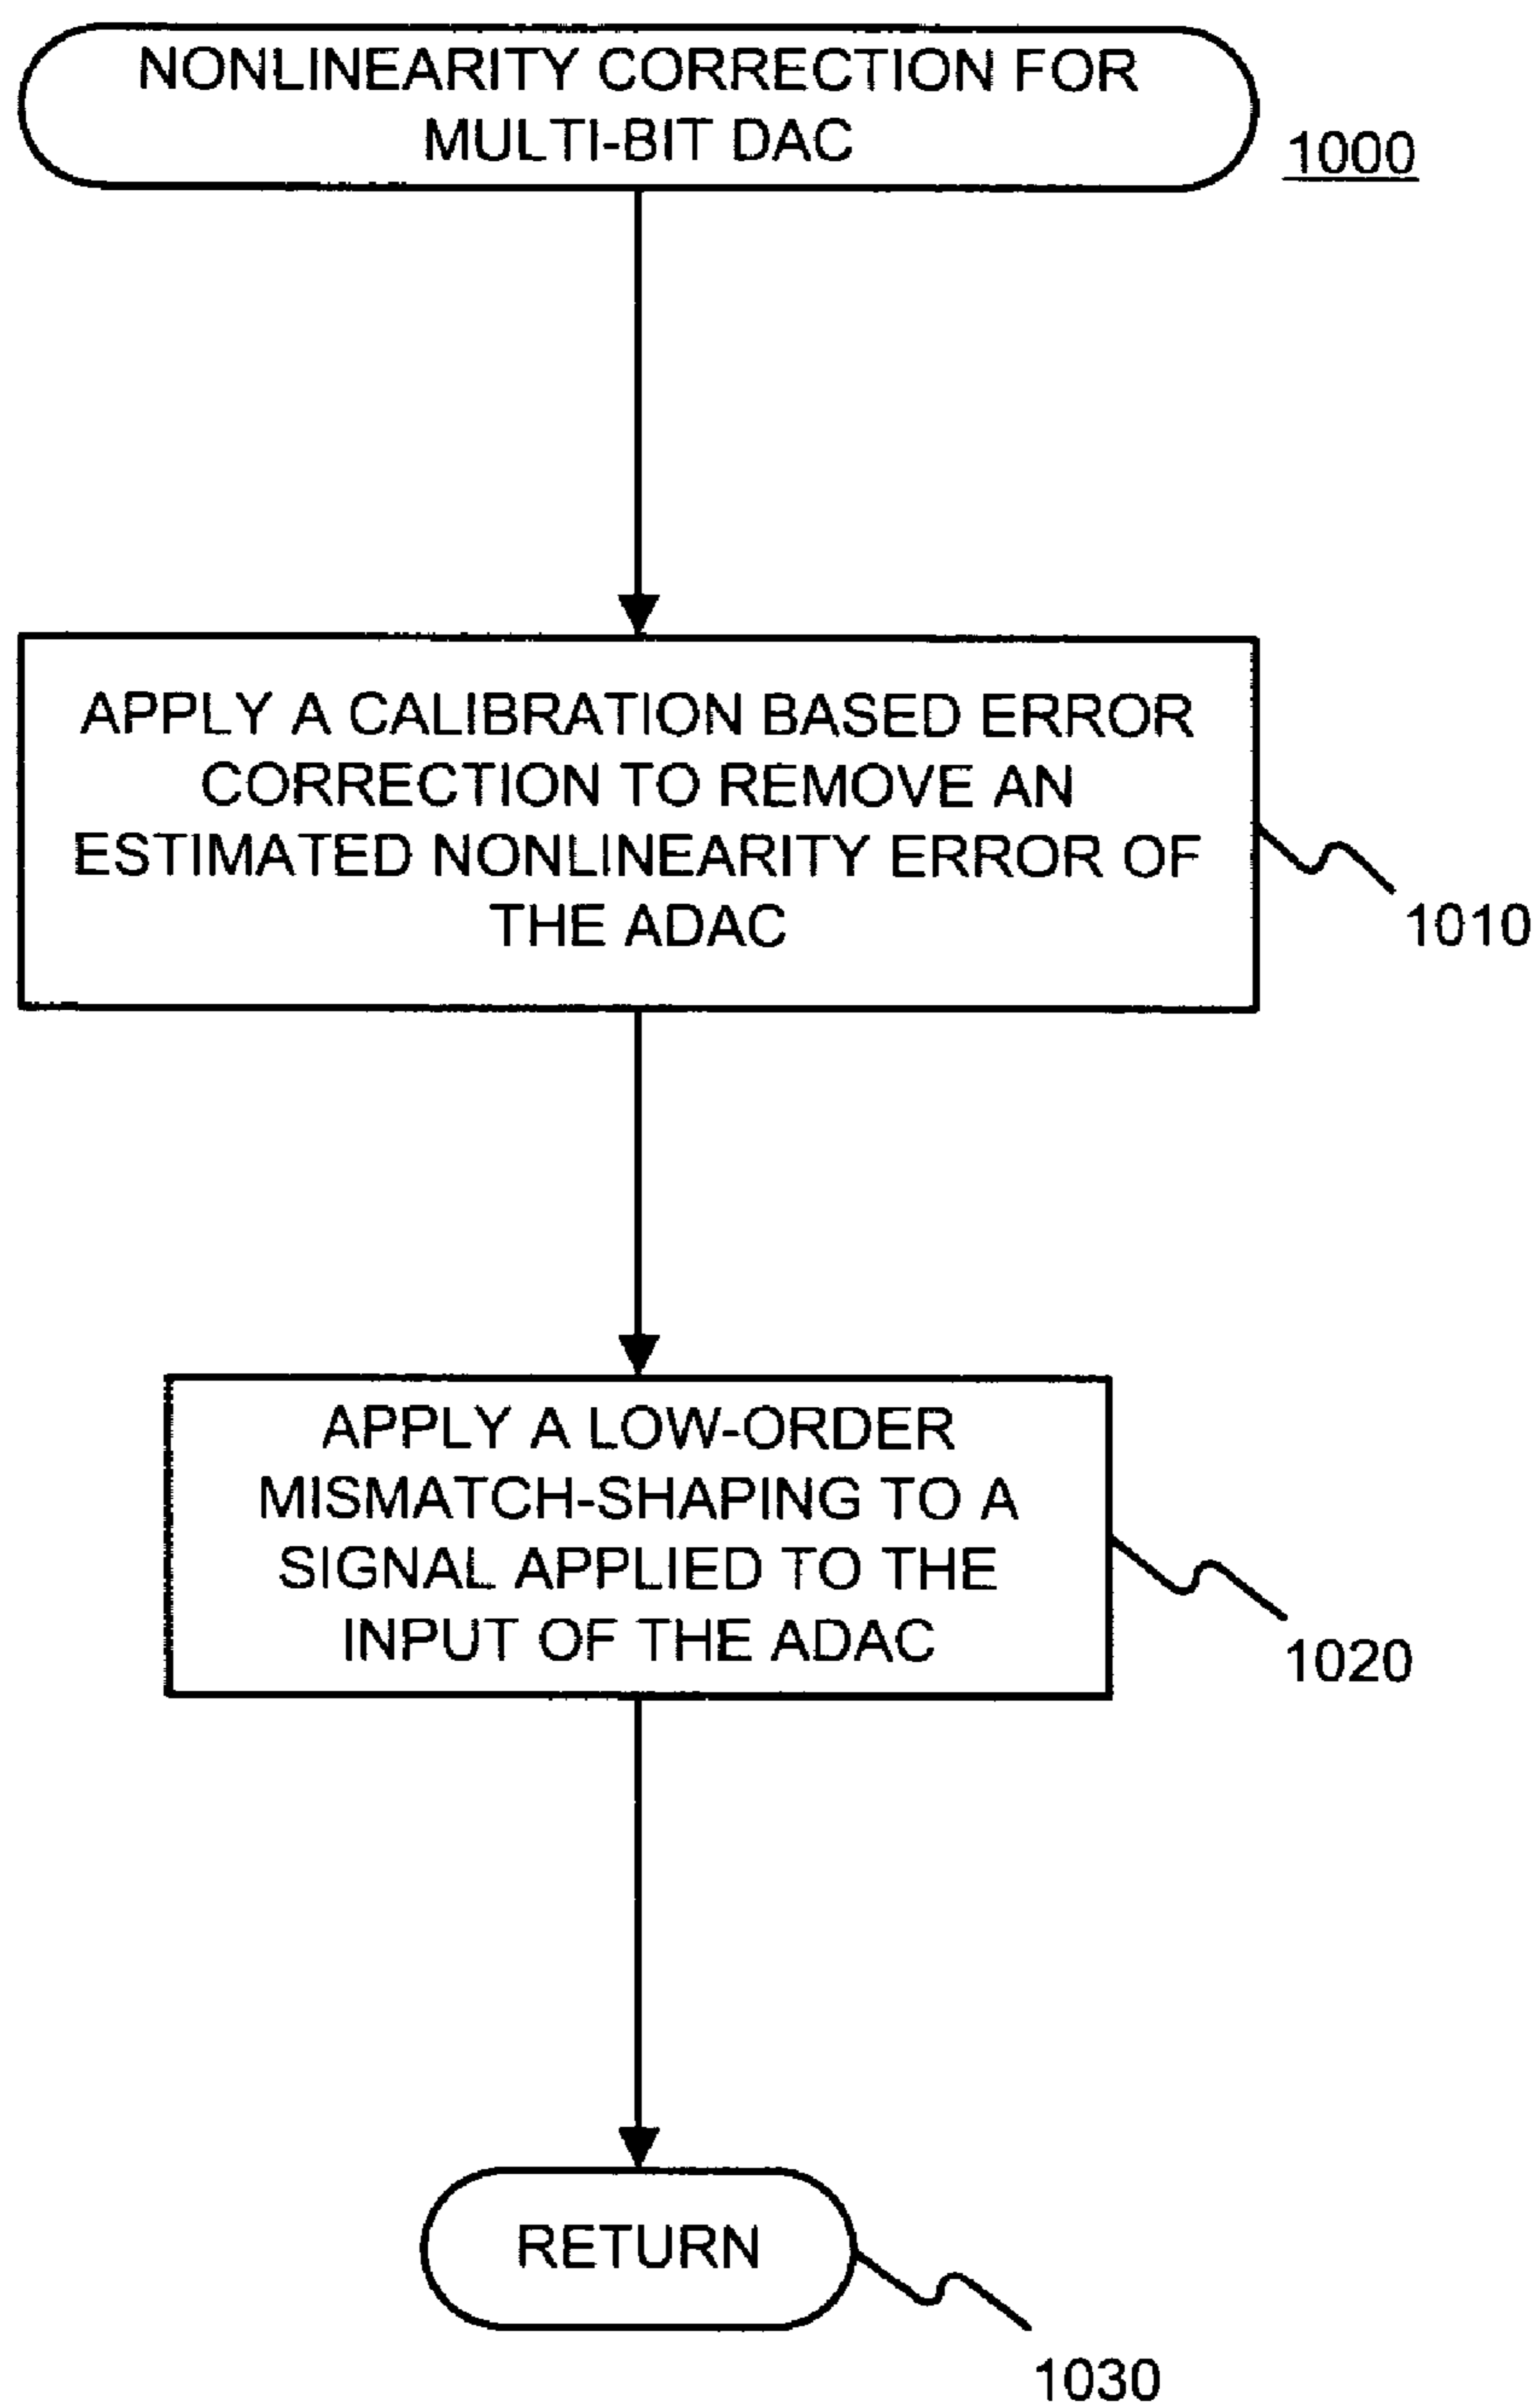 NONLINEARITY CORRECTION FOR
MULTI-BIT DAC
1000
APPLY A CALIBRATION BASED ERROR
CORRECTION TO REMOVE AN
ESTIMATED NONLINEARITY ERROR OF
THE ADAC
1010
APPLY A LOW-ORDER
MISMATCH-SHAPING TO A
SIGNAL APPLIED TO THE
INPUT OF THE ADAC
1020
RETURN
1030